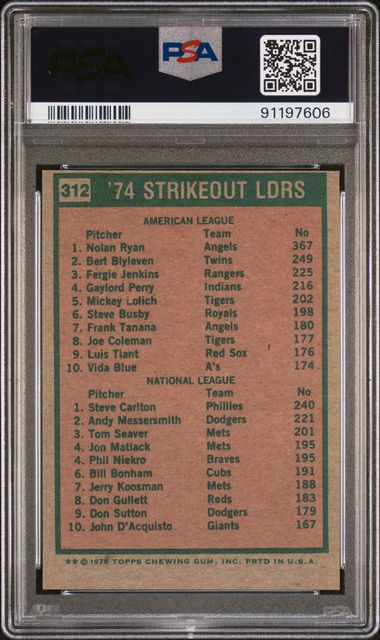 PSA
PSA
91197606
312 '74 STRIKEOUT LDRS
AMERICAN LEAGUE
Pitcher Team No
1. Nolan Ryan Angels 367
2. Bert Blyleven Twins 249
3. Fergie Jenkins Rangers 225
4. Gaylord Perry Indians 216
5. Mickey Lolich Tigers 202
6. Steve Busby Royals 198
7. Frank Tanana Angels 180
8. Joe Coleman Tigers 177
9. Luis Tiant Red Sox 176
10. Vida Blue A's 174
NATIONAL LEAGUE
Pitcher Team No
1. Steve Carlton Phillies 240
2. Andy Messersmith Dodgers 221
3. Tom Seaver Mets 201
4. Jon Matlack Mets 195
4. Phil Niekro Braves 195
6. Bill Bonham Cubs 191
7. Jerry Koosman Mets 188
8. Don Gullett Reds 183
9. Don Sutton Dodgers 179
10. John D'Acquisto Giants 167
** © 1975 TOPPS CHEWING GUM, INC. PRTD IN U.S.A.